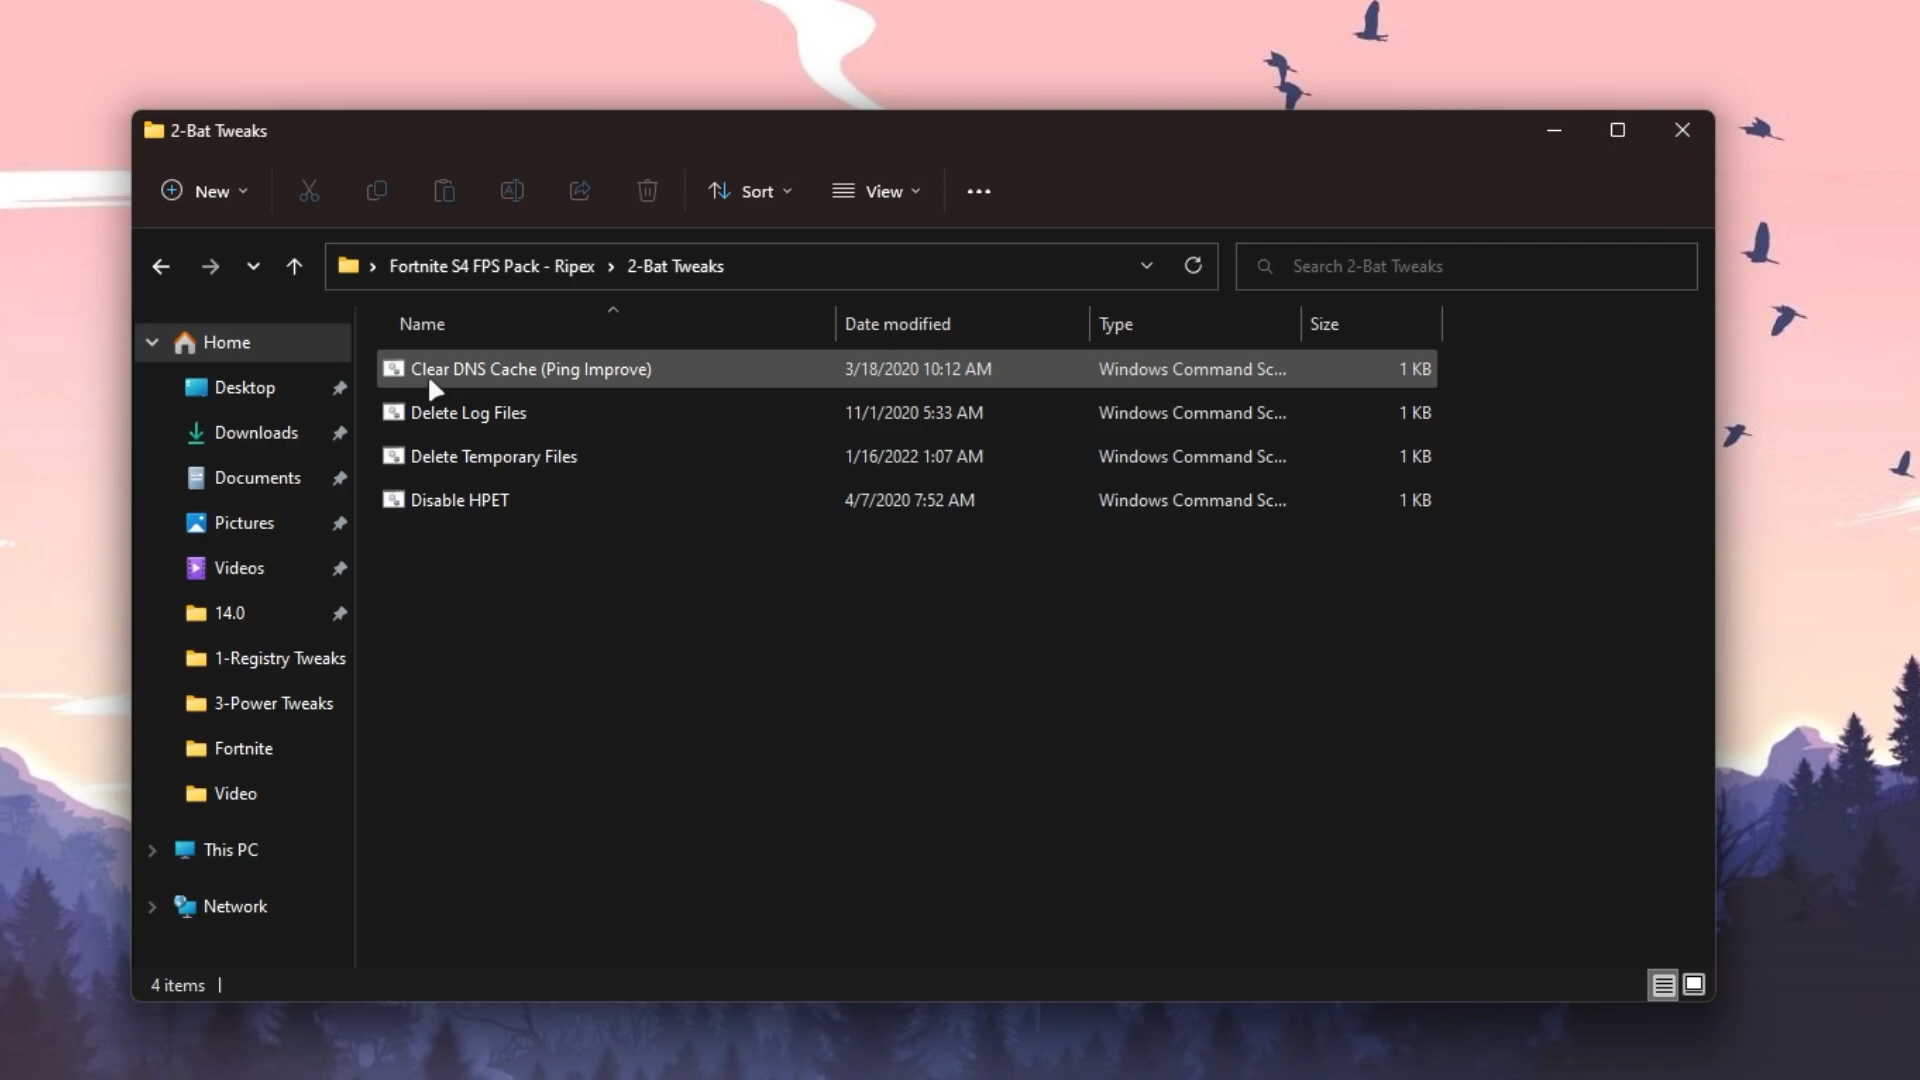 2-Bat Tweaks
New Sort View
Fortnite S4 FPS Pack - Ripex 2-Bat Tweaks Search 2-Bat Tweaks
Name Date modified Type Size
Clear DNS Cache (Ping Improve) 3/18/2020 10:12 AM Windows Command Sc... 1 KB
Delete Log Files 11/1/2020 5:33 AM Windows Command Sc... 1 KB
Delete Temporary Files 1/16/2022 1:07 AM Windows Command Sc... 1 KB
Disable HPET 4/7/2020 7:52 AM Windows Command Sc... 1 KB
Home
Desktop
Downloads
Documents
Pictures
Videos
14.0
1-Registry Tweaks
3-Power Tweaks
Fortnite
Video
This PC
Network
4 items